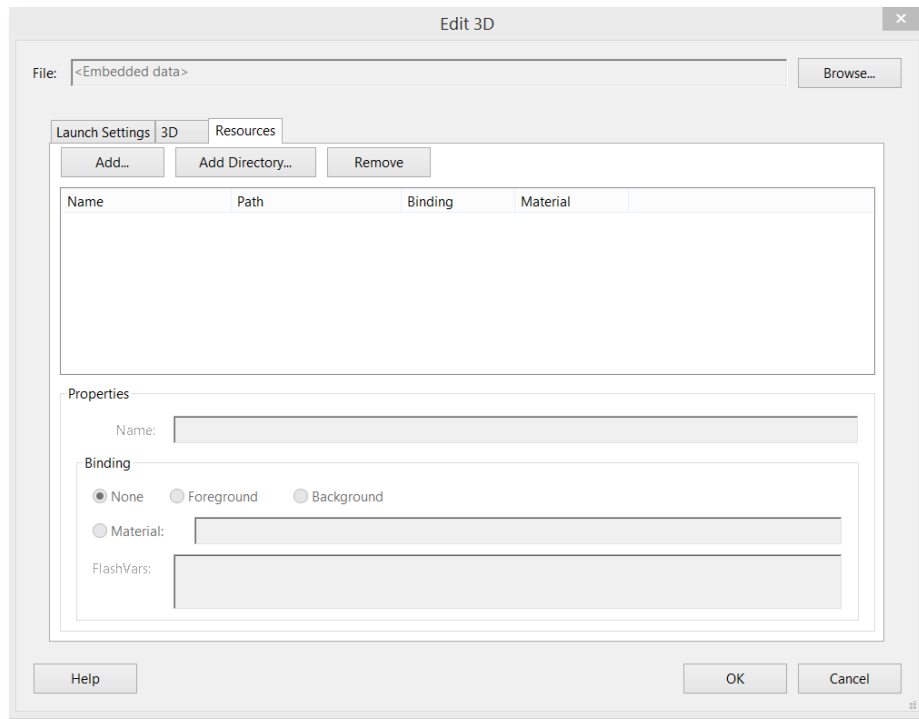 Edit 3D
File: <Embedded data> Browse...
Launch Settings 3D Resources
Add... Add Directory... Remove
Name Path Binding Material
Properties
Name:
Binding
None Foreground Background
Material:
FlashVars:
Help OK Cancel